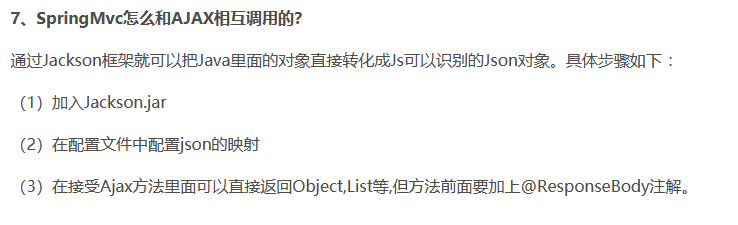 7、SpringMvc怎么和AJAX相互调用的?
通过Jackson框架就可以把Java里面的对象直接转化成Js可以识别的Json对象。具体步骤如下：
（1）加入Jackson.jar
（2）在配置文件中配置json的映射
（3）在接受Ajax方法里面可以直接返回Object,List等,但方法前面要加上@ResponseBody注解。